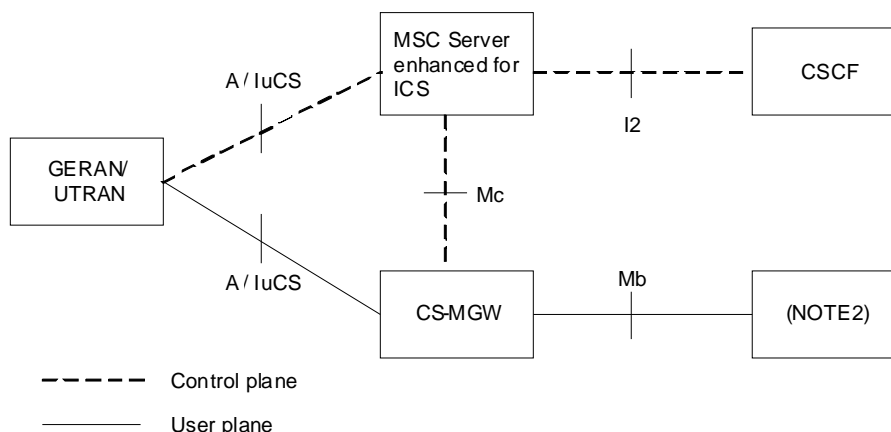 MSC Server
enhanced for
ICS
CSCF
A / IuCS
I2
GERAN/
UTRAN
Mc
A / IuCS
Mb
CS-MGW
(NOTE2)
Control plane
User plane